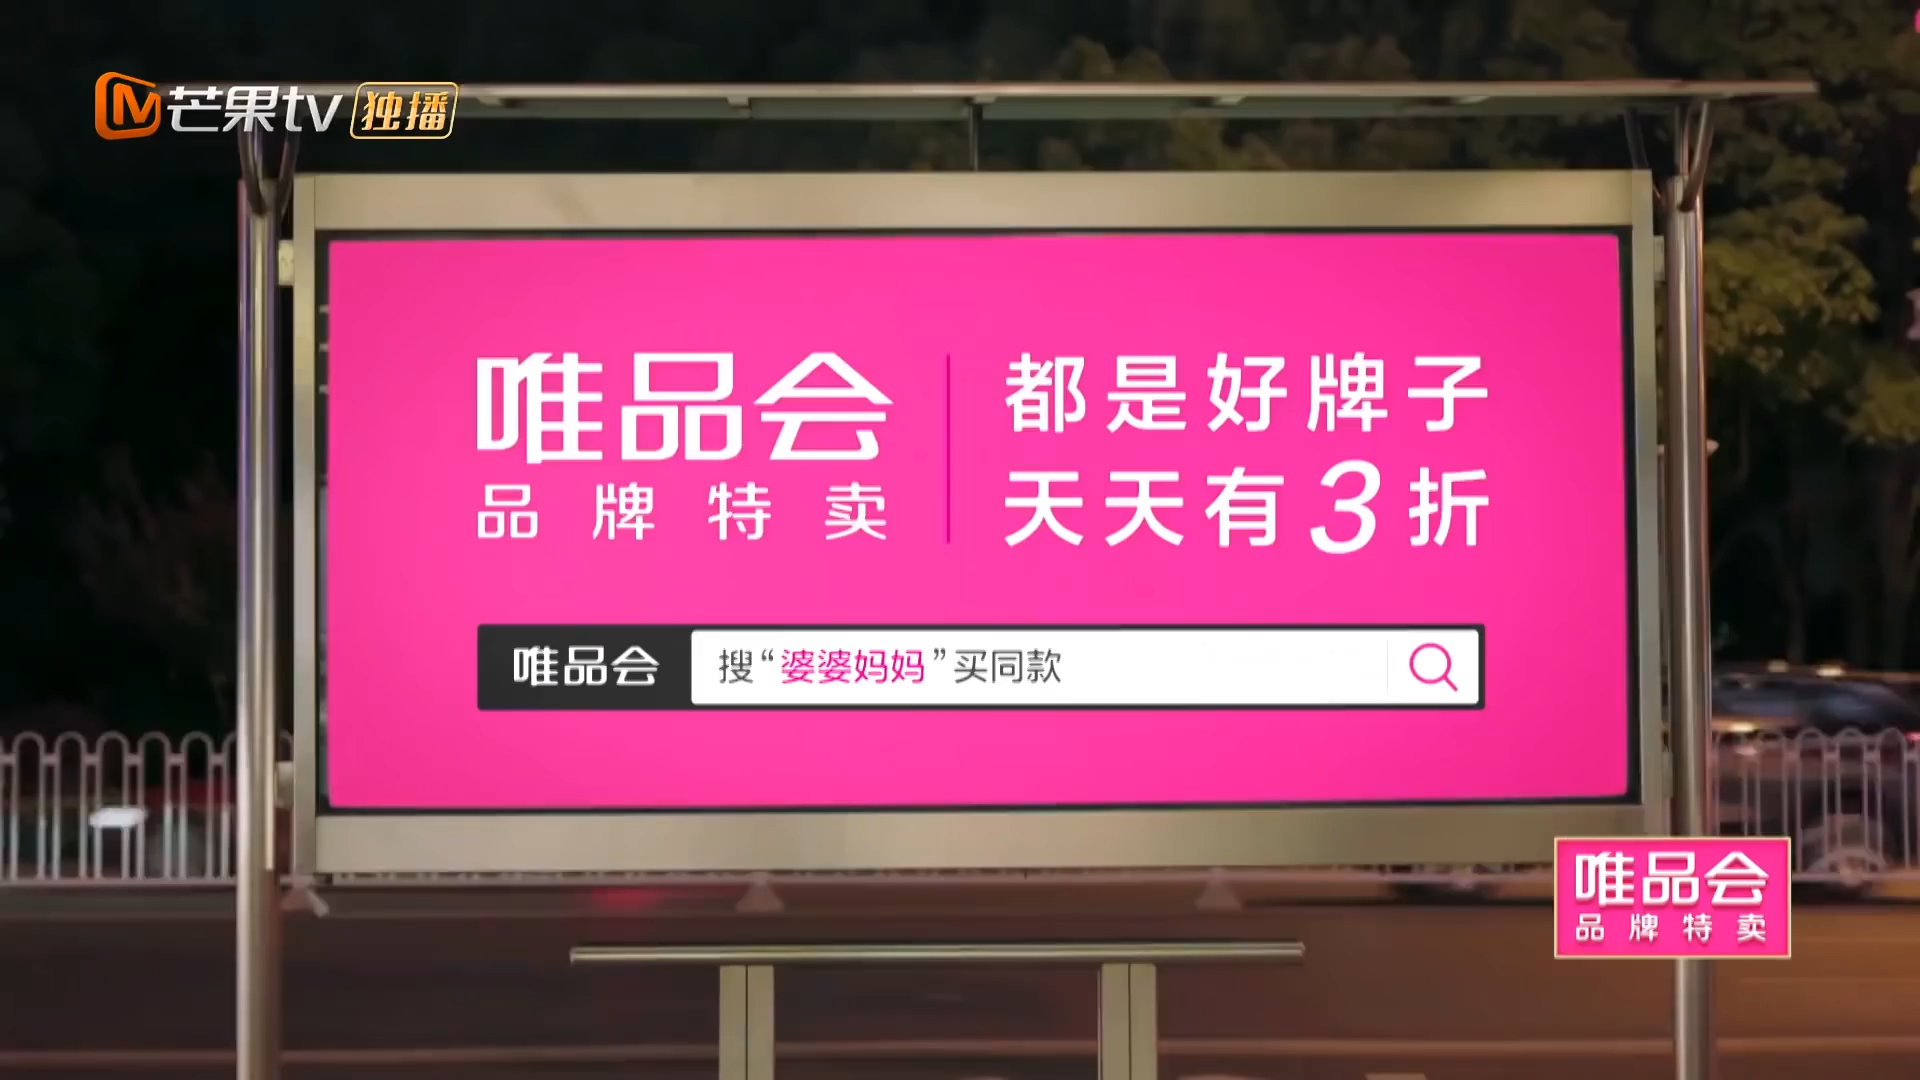 芒果tv 独播
唯品会
品牌特卖
都是好牌子
天天有3折
唯品会 搜“婆婆妈妈”买同款
唯品会
品牌特卖